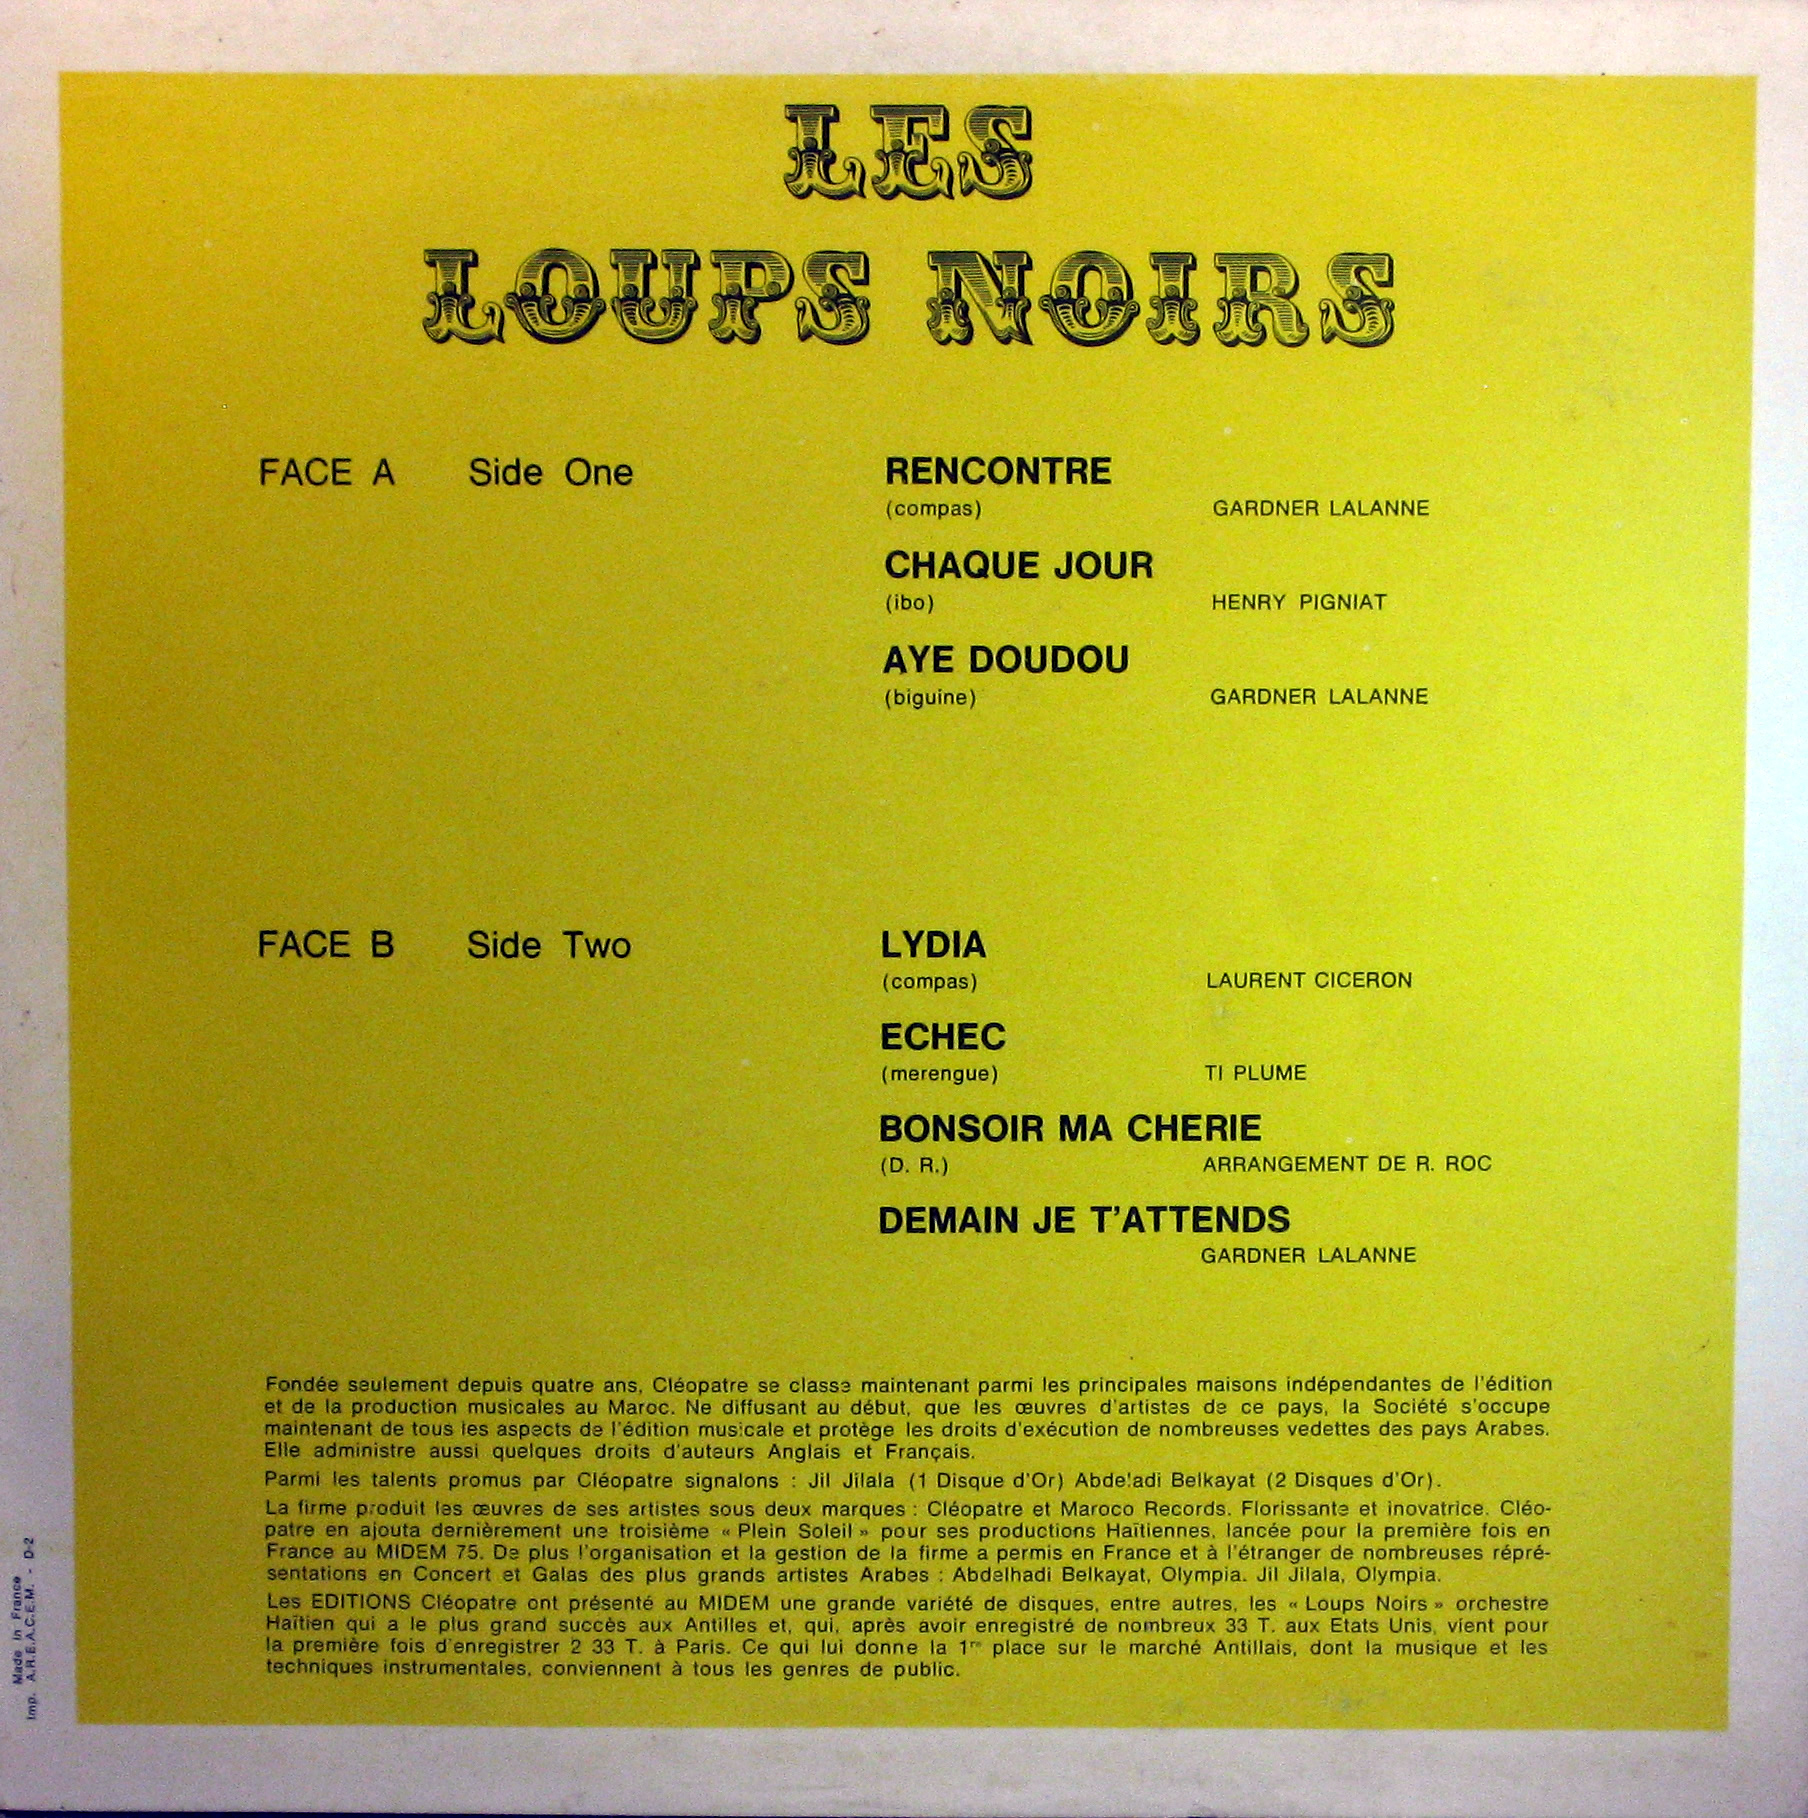 LES
LOUPS NOIRS
FACE A Side One
RENCONTRE
(compas) GARDNER LALANNE
CHAQUE JOUR
(ibo) HENRY PIGNIAT
AYE DOUDOU
(biguine) GARDNER LALANNE
FACE B Side Two
LYDIA
(compas) LAURENT CICERON
ECHEC
(merengue) TI PLUME
BONSOIR MA CHERIE
(D. R.) ARRANGEMENT DE R. ROC
DEMAIN JE T'ATTENDS
GARDNER LALANNE
Fondée seulement depuis quatre ans, Cléopatre se classe maintenant parmi les principales maisons indépendantes de l'édition
et de la production musicales au Maroc. Ne diffusant au début, que les œuvres d'artistes de ce pays, la Société s'occupe
maintenant de tous les aspects de l'édition musicale et protège les droits d'exécution de nombreuses vedettes des pays Arabes.
Elle administre aussi quelques droits d'auteurs Anglais et Français.
Parmi les talents promus par Cléopatre signalons : Jil Jilala (1 Disque d'Or) Abdeladi Belkayat (2 Disques d'Or).
La firme produit les œuvres de ses artistes sous deux marques : Cléopatre et Maroco Records. Florissante et inovatrice. Cléo-
patre en ajouta dernièrement une troisième « Plein Soleil » pour ses productions Haïtiennes, lancée pour la première fois en
France au MIDEM 75. De plus l'organisation et la gestion de la firme a permis en France et à l'étranger de nombreuses répré-
sentations en Concert et Galas des plus grands artistes Arabes : Abdelhadi Belkayat, Olympia. Jil Jilala, Olympia.
Les EDITIONS Cléopatre ont présenté au MIDEM une grande variété de disques, entre autres, les « Loups Noirs » orchestre
Haïtien qui a le plus grand succès aux Antilles et, qui, après avoir enregistré de nombreux 33 T. aux Etats Unis, vient pour
la première fois d'enregistrer 2 33 T. à Paris. Ce qui lui donne la 1re place sur le marché Antillais, dont la musique et les
techniques instrumentales, conviennent à tous les genres de public.
Made In France
Imp. A.R.E.A.C.E.M. - D-2